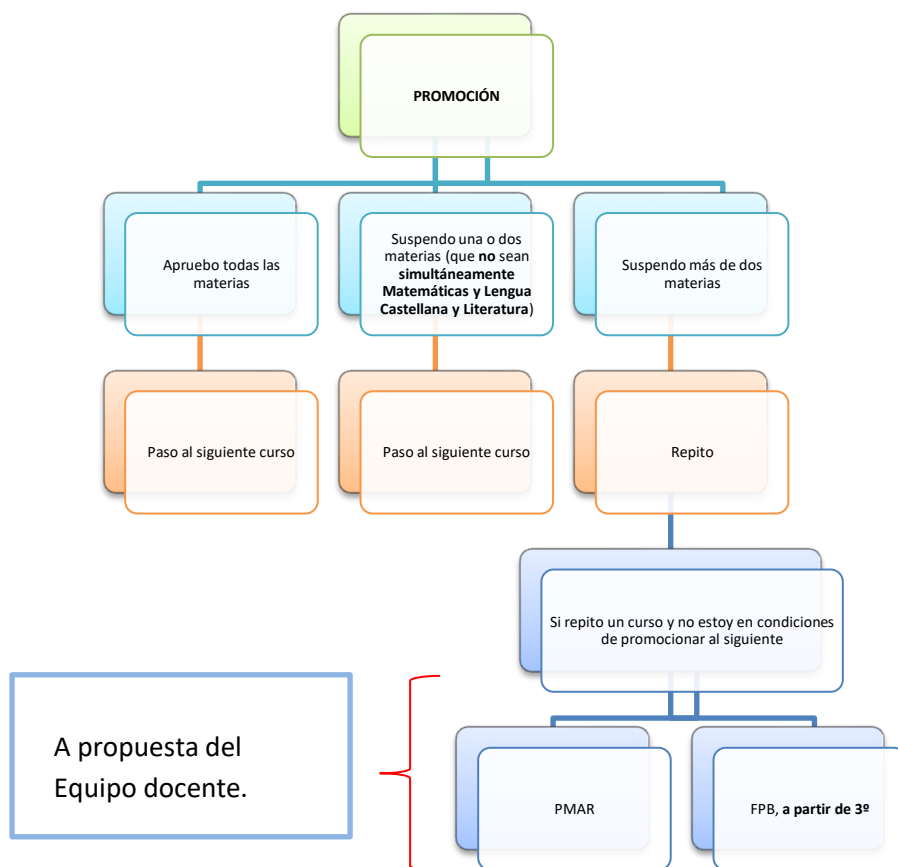 PROMOCIÓN
Apruebo todas las
materias
Suspendo una o dos
materias (que no sean
simultáneamente
Matemáticas y Lengua
Castellana y Literatura)
Suspendo más de dos
materias
Paso al siguiente curso
Paso al siguiente curso
Repito
Si repito un curso y no estoy en condiciones
de promocionar al siguiente
A propuesta del
Equipo docente.
PMAR
FPB, a partir de 3º